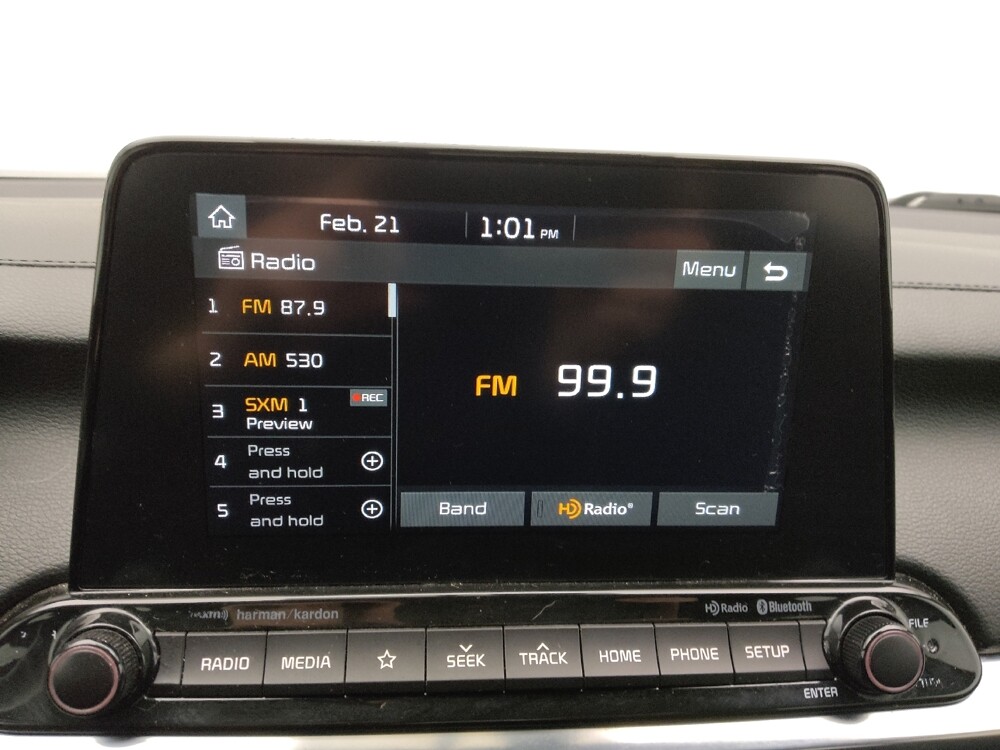 Feb. 21 1:01 PM
Radio Menu
1 FM 87.9
2 AM 530
3 SXM 1 REC
Preview
4 Press
and hold
5 Press
and hold
FM 99.9
Band HD Radio® Scan
harman/kardon HD Radio Bluetooth
RADIO MEDIA SEEK TRACK HOME PHONE SETUP
FILE
ENTER